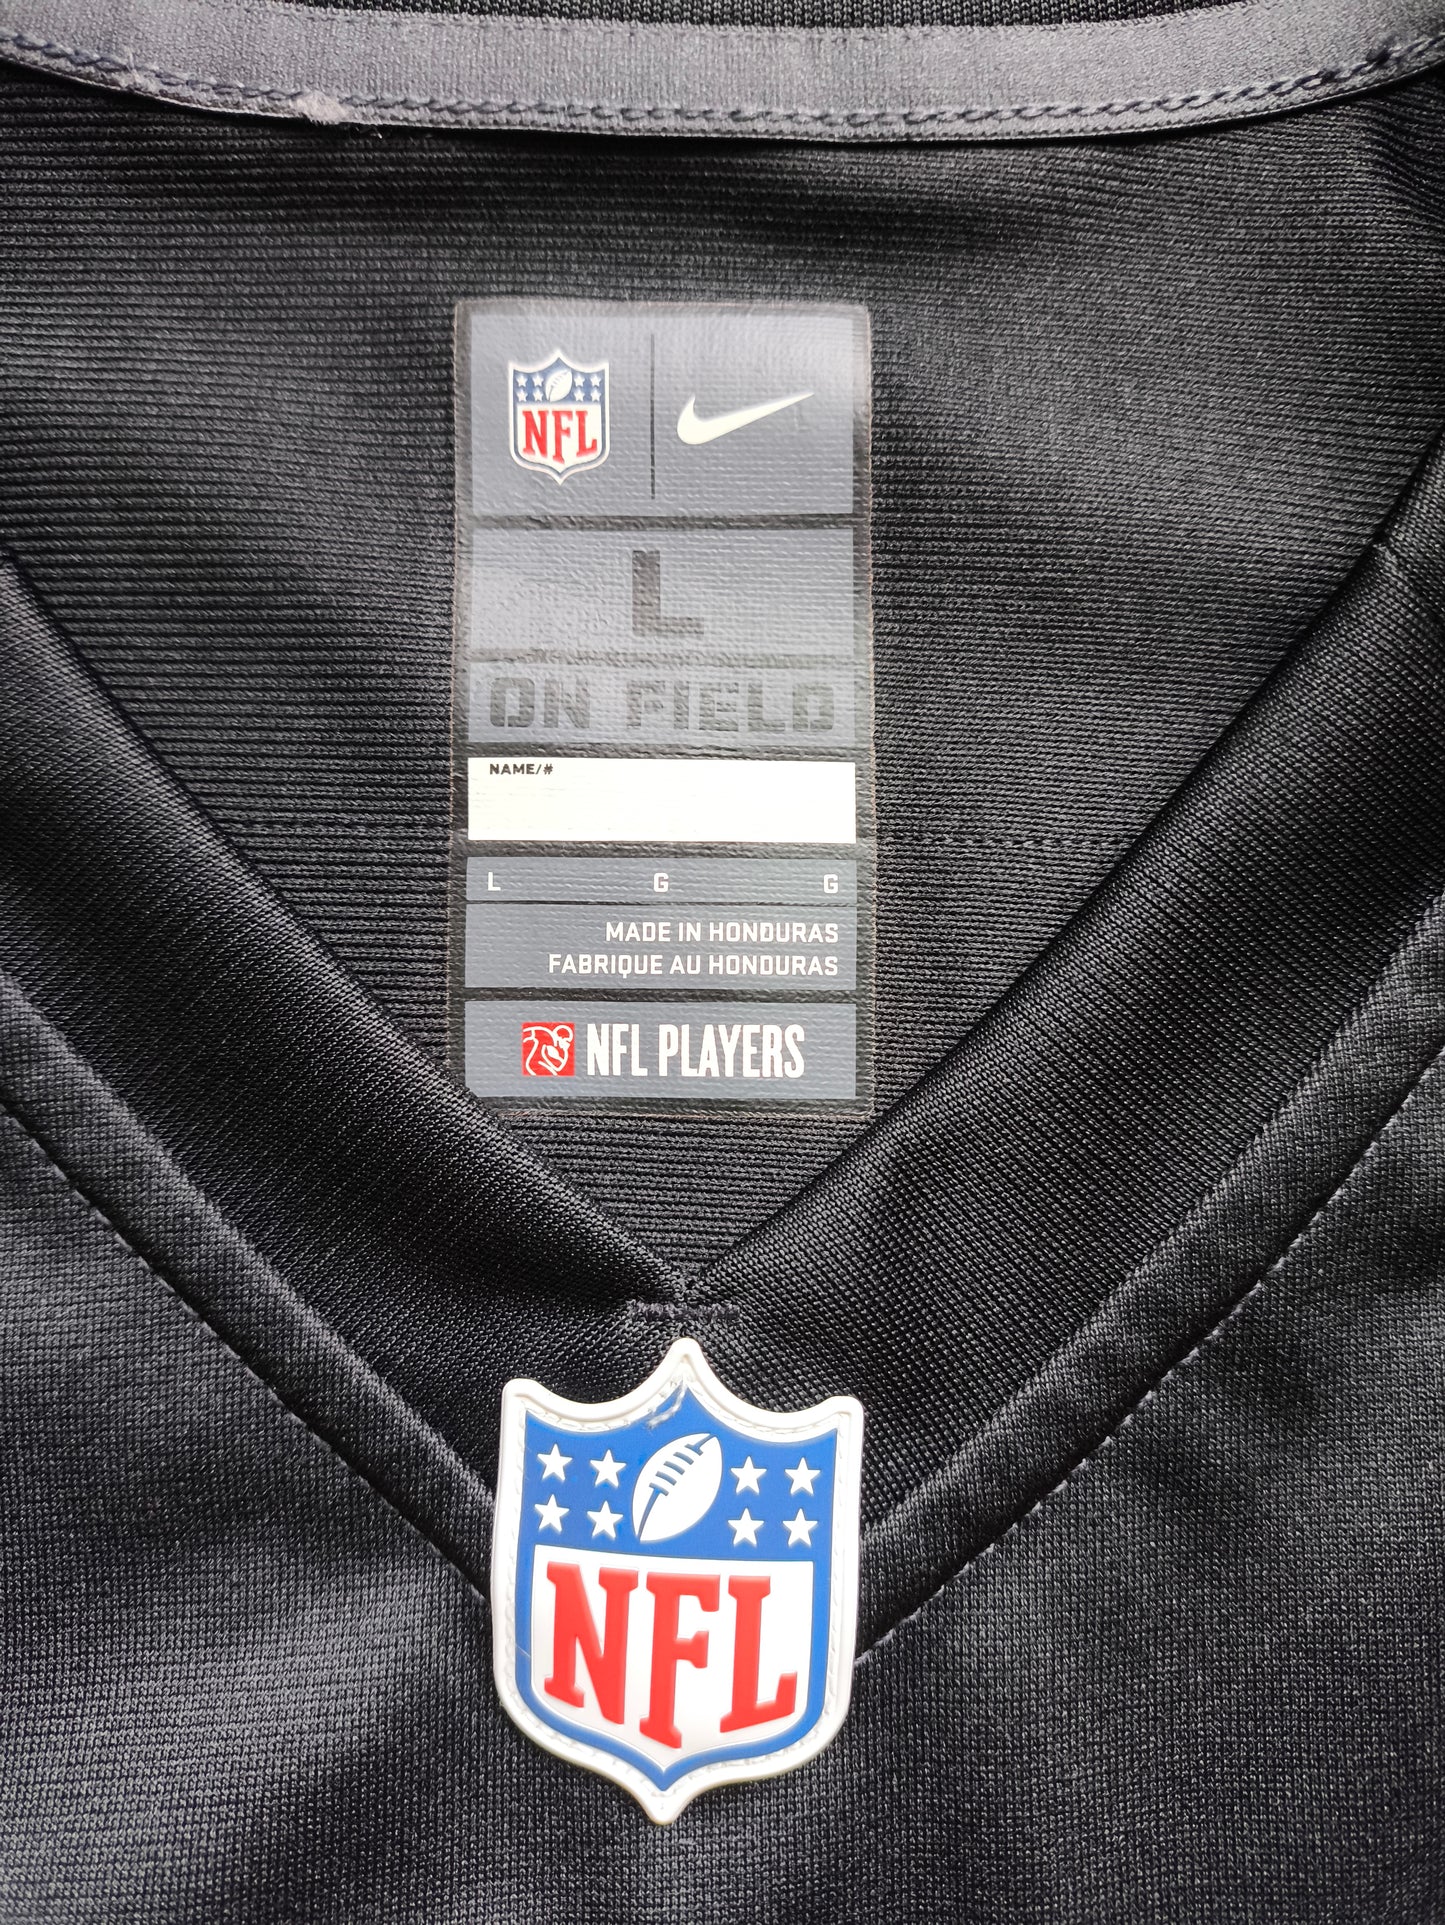 NFL
L
ON FIELD
NAME/#
L G G
MADE IN HONDURAS
FABRIQUE AU HONDURAS
NFL PLAYERS
NFL